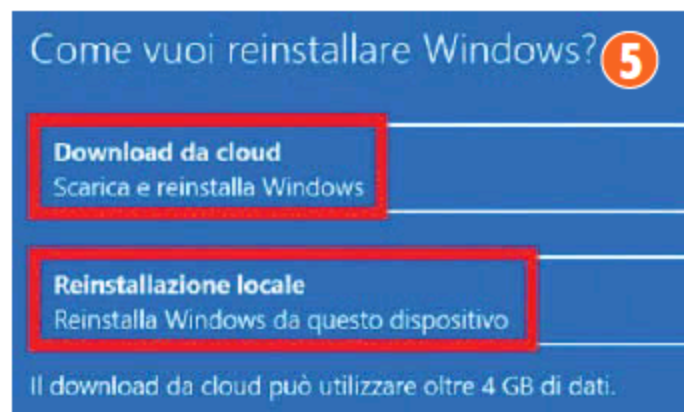 Come vuoi reinstallare Windows? 5
Download da cloud
Scarica e reinstalla Windows
Reinstallazione locale
Reinstalla Windows da questo dispositivo
Il download da cloud può utilizzare oltre 4 GB di dati.